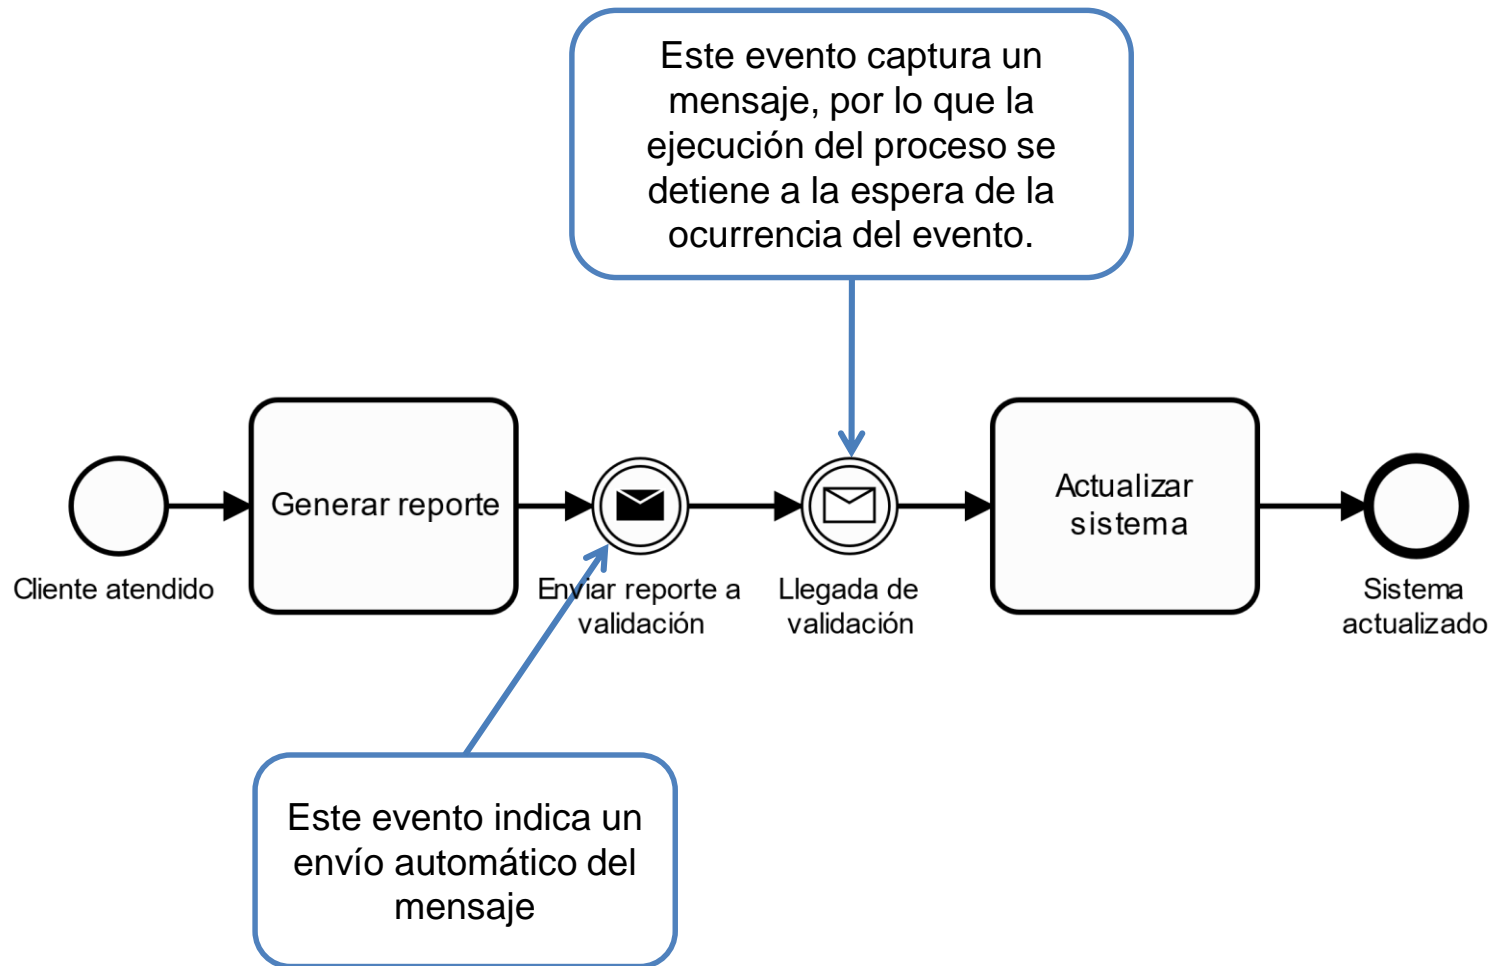 Este evento captura un
mensaje, por lo que la
ejecución del proceso se
detiene a la espera de la
ocurrencia del evento.
Generar reporte
Actualizar
sistema
Cliente atendido
Enviar reporte a
validación
Llegada de
validación
Sistema
actualizado
Este evento indica un
envío automático del
mensaje